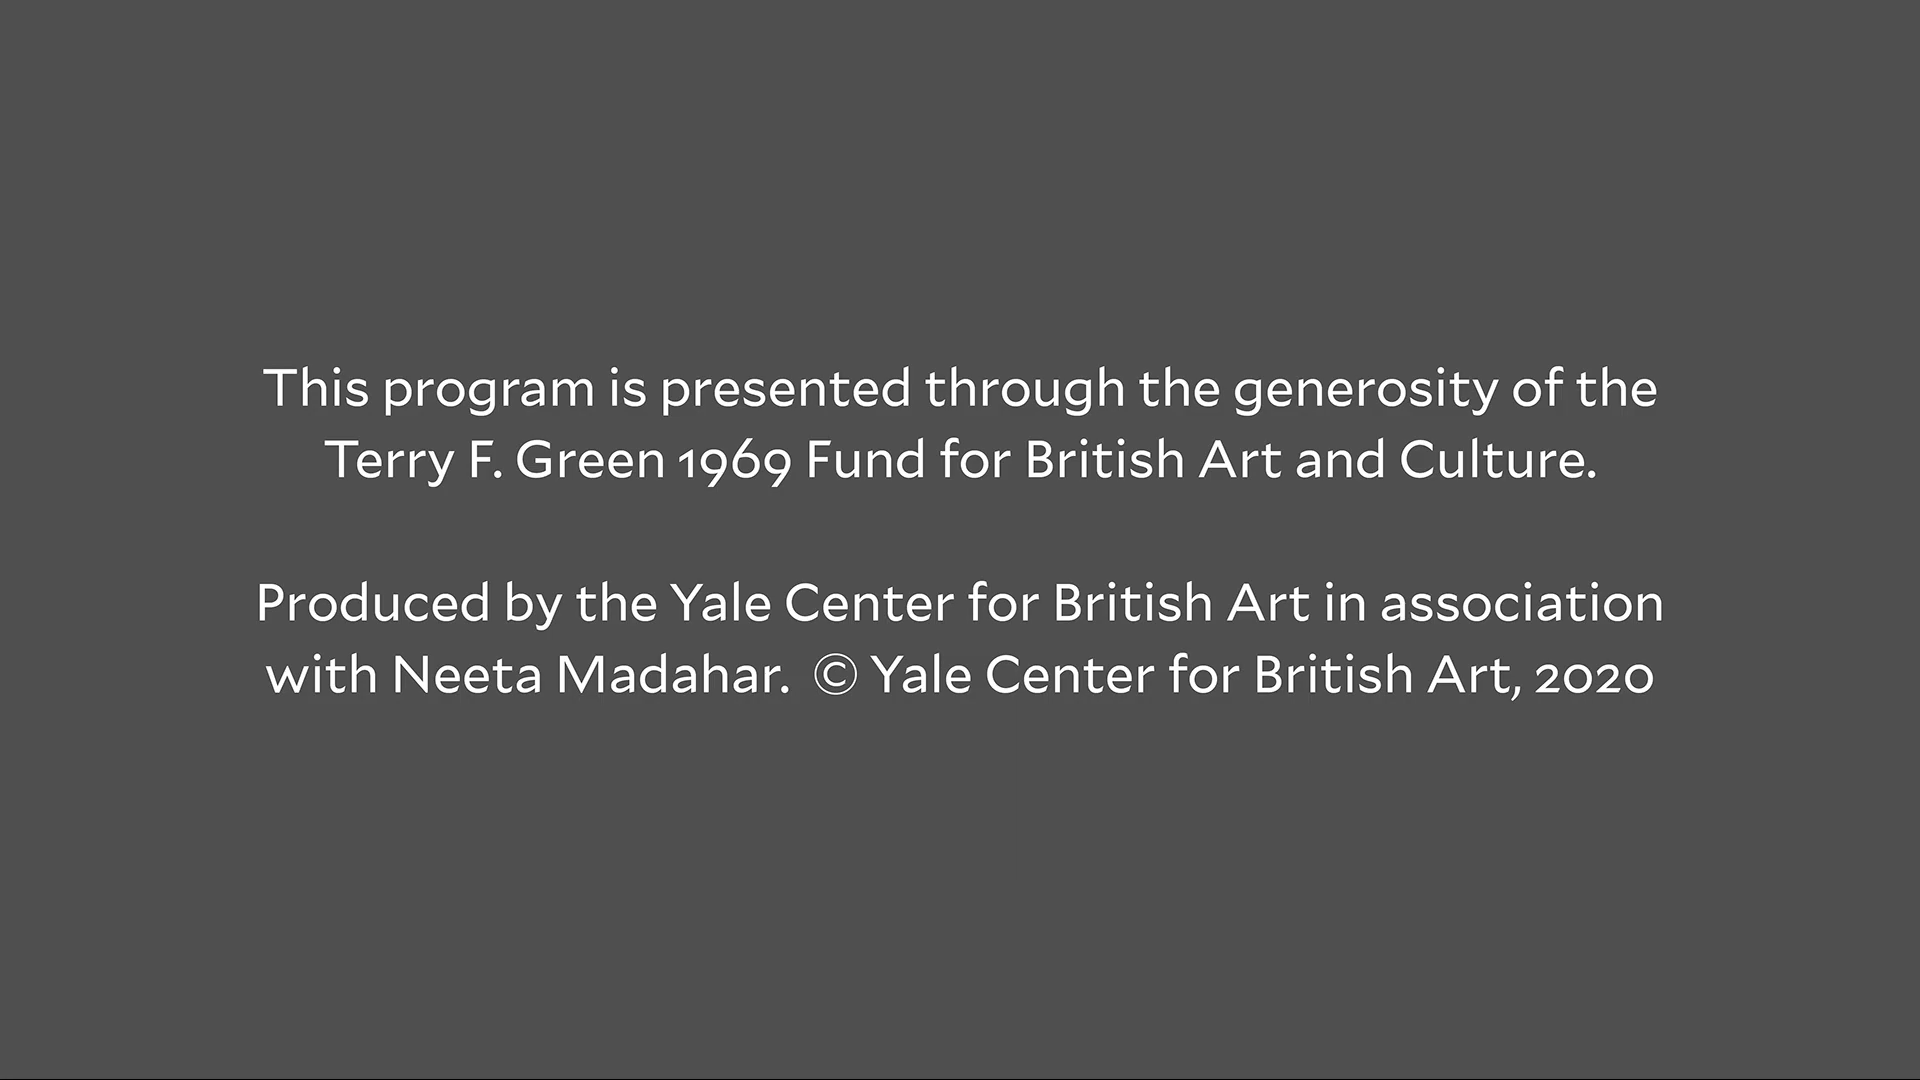 This program is presented through the generosity of the
Terry F. Green 1969 Fund for British Art and Culture.
Produced by the Yale Center for British Art in association
with Neeta Madahar. © Yale Center for British Art, 2020